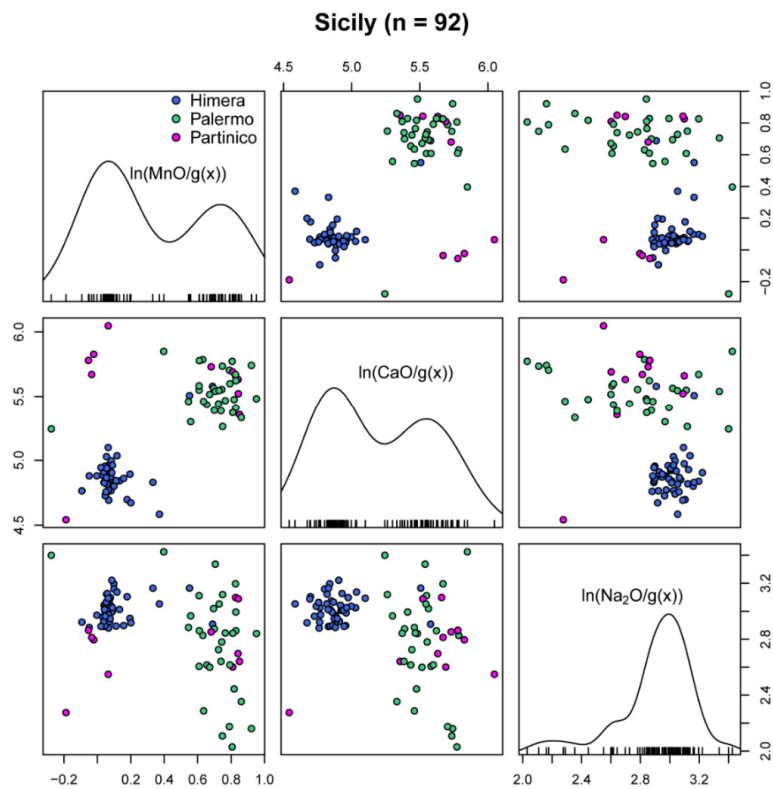 Sicily (n = 92)
4.5 5.0 5.5 6.0
Himera
Palermo
Partinico
ln(MnO/g(x))
−0.2 0.2 0.4 0.6 0.8 1.0
4.5 5.0 5.5 6.0
ln(CaO/g(x))
ln(Na₂O/g(x))
2.0 2.4 2.8 3.2
−0.2 0.2 0.4 0.6 0.8 1.0
2.0 2.4 2.8 3.2